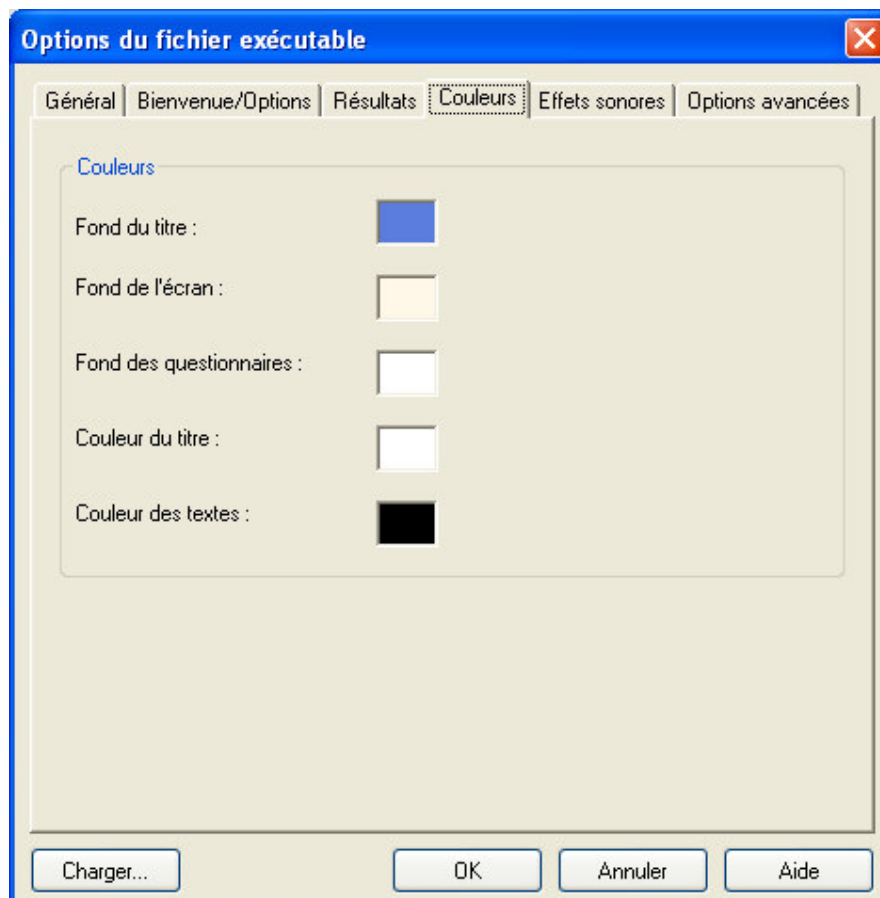 Options du fichier exécutable
Général Bienvenue/Options Résultats Couleurs Effets sonores Options avancées
Couleurs
Fond du titre :
Fond de l'écran :
Fond des questionnaires :
Couleur du titre :
Couleur des textes :
Charger... OK Annuler Aide